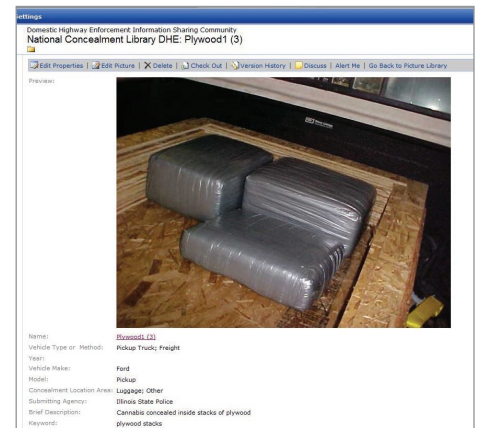 ettings
Domestic Highway Enforcement Information Sharing Community
National Concealment Library DHE: Plywood1 (3)
Edit Properties | Edit Picture | Delete | Check Out | Version History | Discuss | Alert Me | Go Back to Picture Library
Preview:
Name: Plywood1 (3)
Vehicle Type or Method: Pickup Truck; Freight
Year:
Vehicle Make: Ford
Model: Pickup
Concealment Location Area: Luggage; Other
Submitting Agency: Illinois State Police
Brief Description: Cannabis concealed inside stacks of plywood
Keyword: plywood stacks